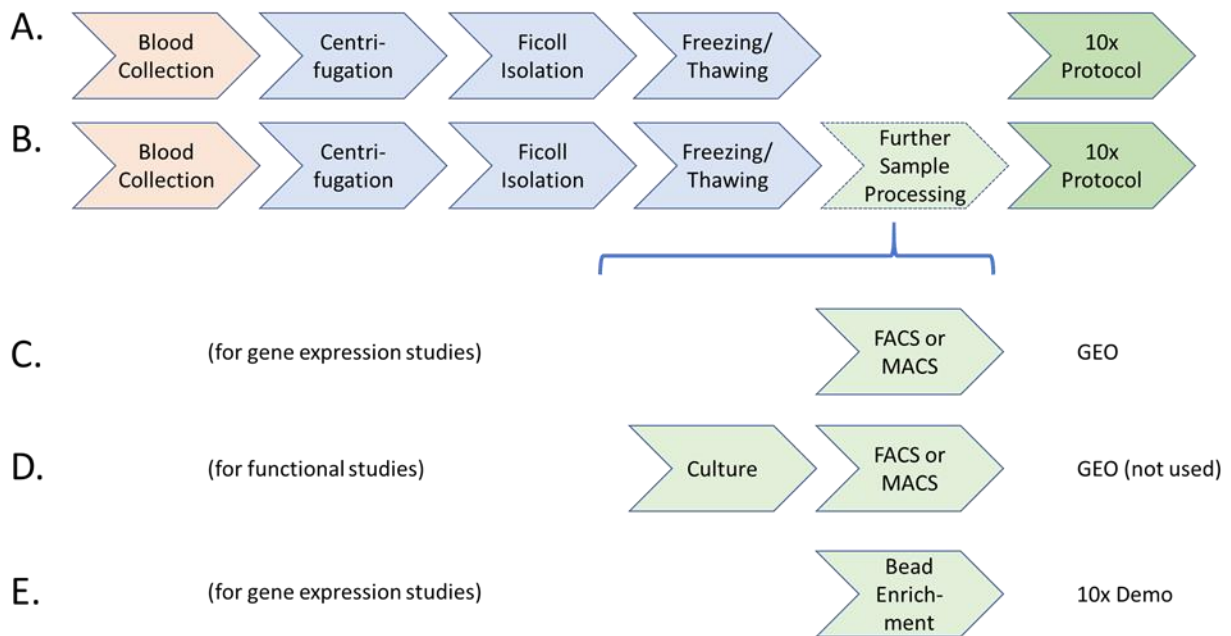 A.
Blood
Collection
Centri-
fugation
Ficoll
Isolation
Freezing/
Thawing
10x
Protocol
B.
Blood
Collection
Centri-
fugation
Ficoll
Isolation
Freezing/
Thawing
Further
Sample
Processing
10x
Protocol
C.
(for gene expression studies)
FACS or
MACS
GEO
D.
(for functional studies)
Culture
FACS or
MACS
GEO (not used)
E.
(for gene expression studies)
Bead
Enrich-
ment
10x Demo